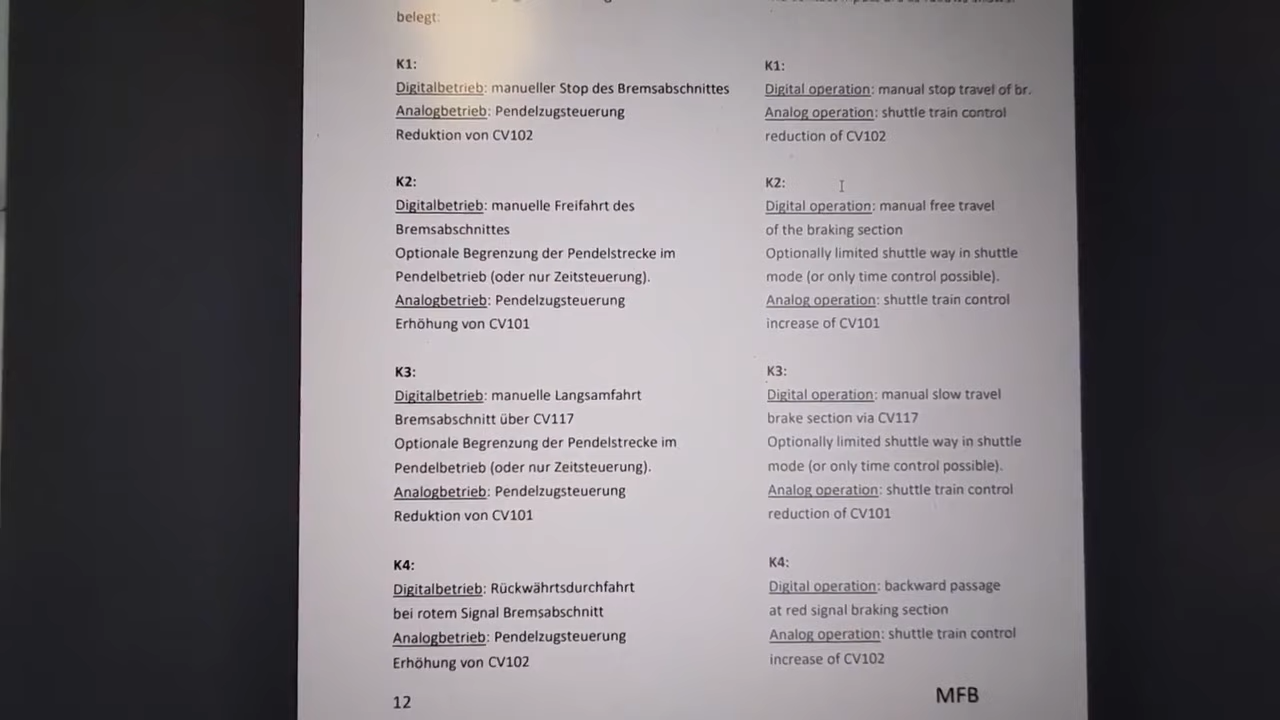 belegt:
K1:
Digitalbetrieb: manueller Stop des Bremsabschnittes
Analogbetrieb: Pendelzugsteuerung
Reduktion von CV102
K2:
Digitalbetrieb: manuelle Freifahrt des
Bremsabschnittes
Optionale Begrenzung der Pendelstrecke im
Pendelbetrieb (oder nur Zeitsteuerung).
Analogbetrieb: Pendelzugsteuerung
Erhöhung von CV101
K3:
Digitalbetrieb: manuelle Langsamfahrt
Bremsabschnitt über CV117
Optionale Begrenzung der Pendelstrecke im
Pendelbetrieb (oder nur Zeitsteuerung).
Analogbetrieb: Pendelzugsteuerung
Reduktion von CV101
K4:
Digitalbetrieb: Rückwährtsdurchfahrt
bei rotem Signal Bremsabschnitt
Analogbetrieb: Pendelzugsteuerung
Erhöhung von CV102
12
K1:
Digital operation: manual stop travel of br.
Analog operation: shuttle train control
reduction of CV102
K2:
Digital operation: manual free travel
of the braking section
Optionally limited shuttle way in shuttle
mode (or only time control possible).
Analog operation: shuttle train control
increase of CV101
K3:
Digital operation: manual slow travel
brake section via CV117
Optionally limited shuttle way in shuttle
mode (or only time control possible).
Analog operation: shuttle train control
reduction of CV101
K4:
Digital operation: backward passage
at red signal braking section
Analog operation: shuttle train control
increase of CV102
MFB